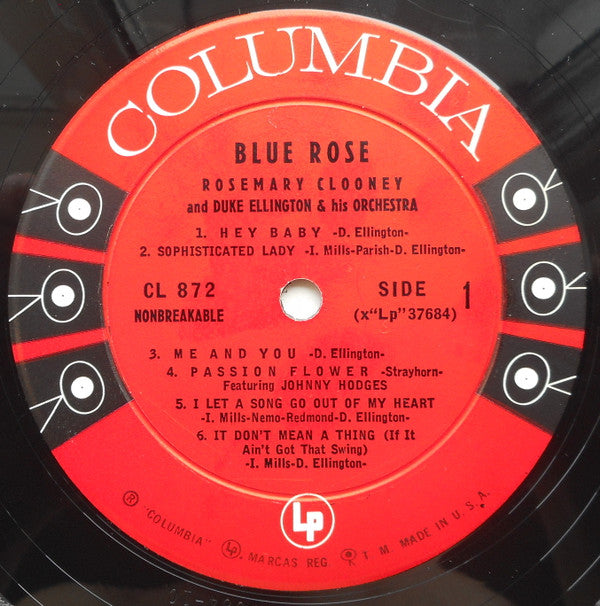 COLUMBIA
BLUE ROSE
ROSEMARY CLOONEY
and DUKE ELLINGTON & his ORCHESTRA
1. HEY BABY -D. Ellington-
2. SOPHISTICATED LADY -I. Mills-Parish-D. Ellington-
CL 872
NONBREAKABLE
SIDE 1
(x"Lp"37684)
3. ME AND YOU -D. Ellington-
4. PASSION FLOWER -Strayhorn-
Featuring JOHNNY HODGES
5. I LET A SONG GO OUT OF MY HEART
-I. Mills-Nemo-Redmond-D. Ellington-
6. IT DON'T MEAN A THING (If It
Ain't Got That Swing)
-I. Mills-D. Ellington-
Lp
® "COLUMBIA" Lp MARCAS REG. T M MADE IN U.S.A.